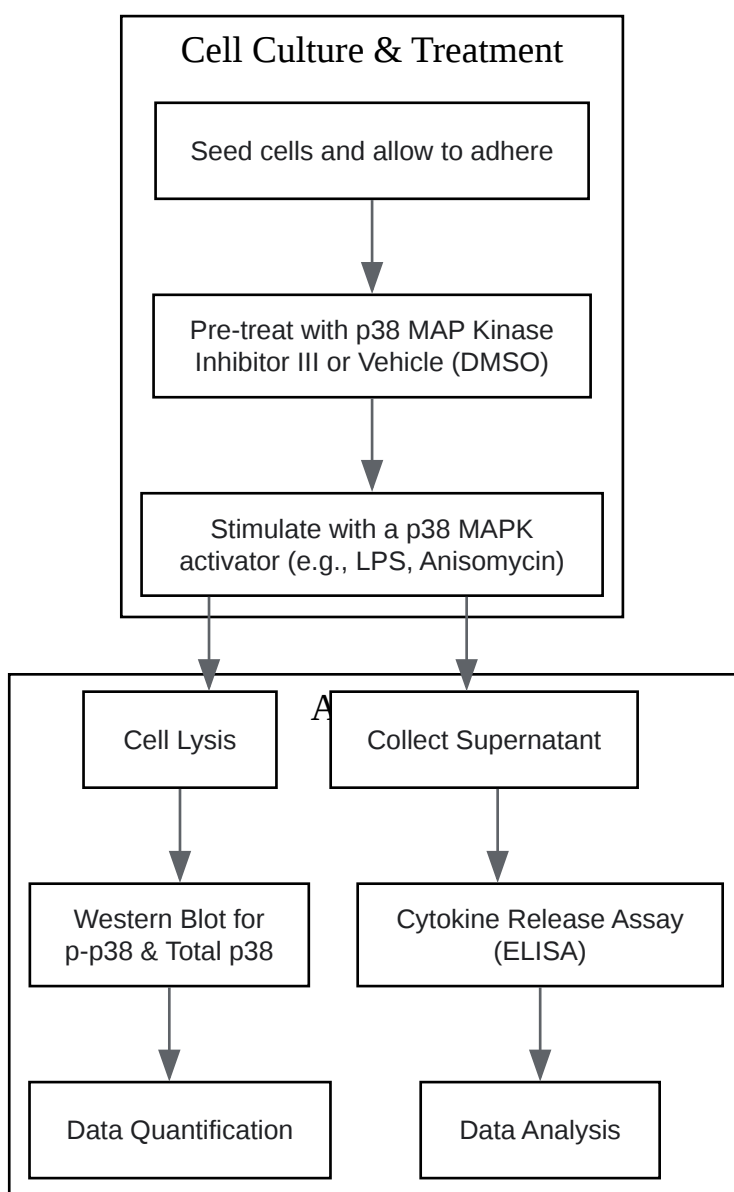 Cell Culture & Treatment
Seed cells and allow to adhere
Pre-treat with p38 MAP Kinase
Inhibitor III or Vehicle (DMSO)
Stimulate with a p38 MAPK
activator (e.g., LPS, Anisomycin)
Cell Lysis
Collect Supernatant
Western Blot for
p-p38 & Total p38
Cytokine Release Assay
(ELISA)
Data Quantification
Data Analysis